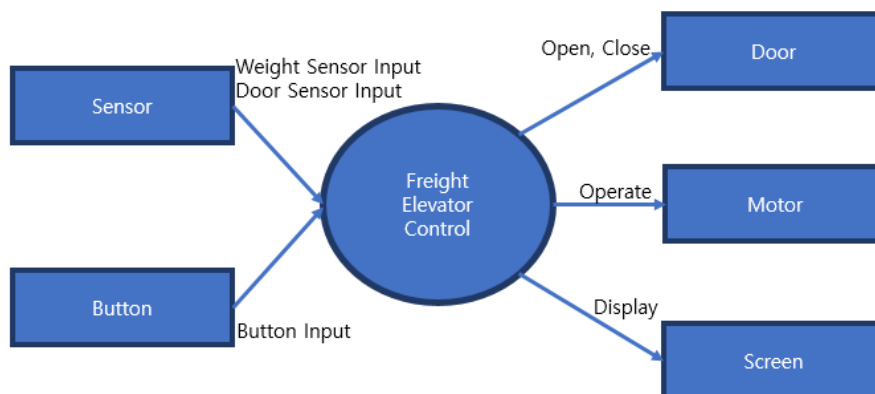 Sensor
Weight Sensor Input
Door Sensor Input
Button
Button Input
Freight
Elevator
Control
Open, Close
Door
Operate
Motor
Display
Screen